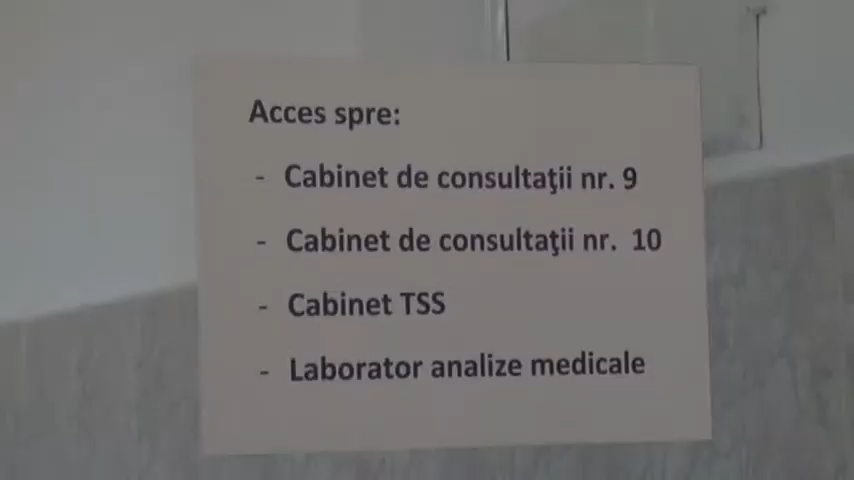 Acces spre:
- Cabinet de consultaţii nr. 9
- Cabinet de consultaţii nr. 10
- Cabinet TSS
- Laborator analize medicale